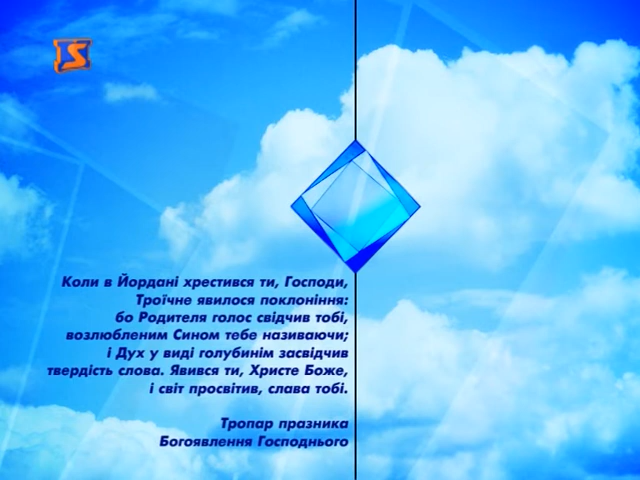 S
Коли в Йордані хрестився ти, Господи,
Троїчне явилося поклоніння:
бо Родителя голос свідчив тобі,
возлюбленим Сином тебе називаючи;
і Дух у виді голубинім засвідчив
твердість слова. Явився ти, Христе Боже,
і світ просвітив, слава тобі.
Тропар празника
Богоявлення Господнього